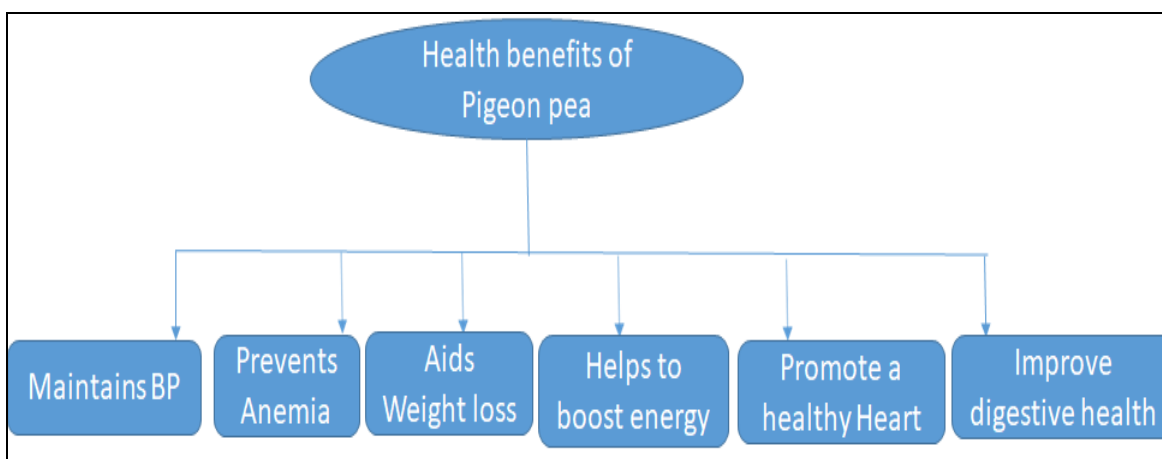 Health benefits of
Pigeon pea
Maintains BP
Prevents
Anemia
Aids
Weight loss
Helps to
boost energy
Promote a
healthy Heart
Improve
digestive health